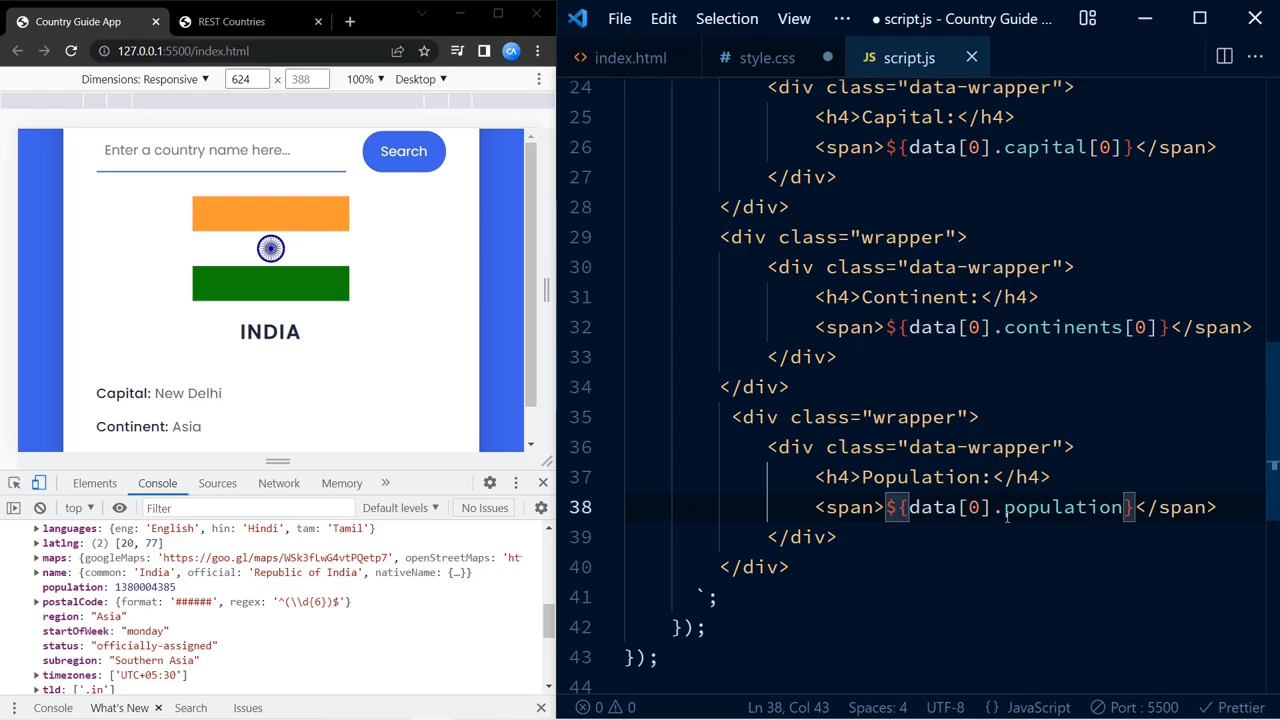 Country Guide App
REST Countries
127.0.0.1:5500/index.html
Dimensions: Responsive 624 × 388 100% Desktop
Enter a country name here...
Search
INDIA
Capital: New Delhi
Continent: Asia
Elements Console Sources Network Memory »
top Filter Default levels No Issues
languages: {eng: 'English', hin: 'Hindi', tam: 'Tamil'}
latlng: (2) [20, 77]
maps: {googleMaps: 'https://goo.gl/maps/WSk3fLwG4vtPQetp7', openStreetMaps: 'ht
name: {common: 'India', official: 'Republic of India', nativeName: {…}}
population: 1380004385
postalCode: {format: '######', regex: '^(\\d{6})$'}
region: "Asia"
startOfWeek: "monday"
status: "officially-assigned"
subregion: "Southern Asia"
timezones: ['UTC+05:30']
tld: ['.in']
Console What's New Search Issues
File Edit Selection View ··· ● script.js - Country Guide ...
index.html # style.css JS script.js
24 <div class="data-wrapper">
25 <h4>Capital:</h4>
26 <span>${data[0].capital[0]}</span>
27 </div>
28 </div>
29 <div class="wrapper">
30 <div class="data-wrapper">
31 <h4>Continent:</h4>
32 <span>${data[0].continents[0]}</span>
33 </div>
34 </div>
35 <div class="wrapper">
36 <div class="data-wrapper">
37 <h4>Population:</h4>
38 <span>${data[0].population}</span>
39 </div>
40 </div>
41 `;
42 });
43 });
44
0 0 Ln 38, Col 43 Spaces: 4 UTF-8 {} JavaScript Port : 5500 Prettier